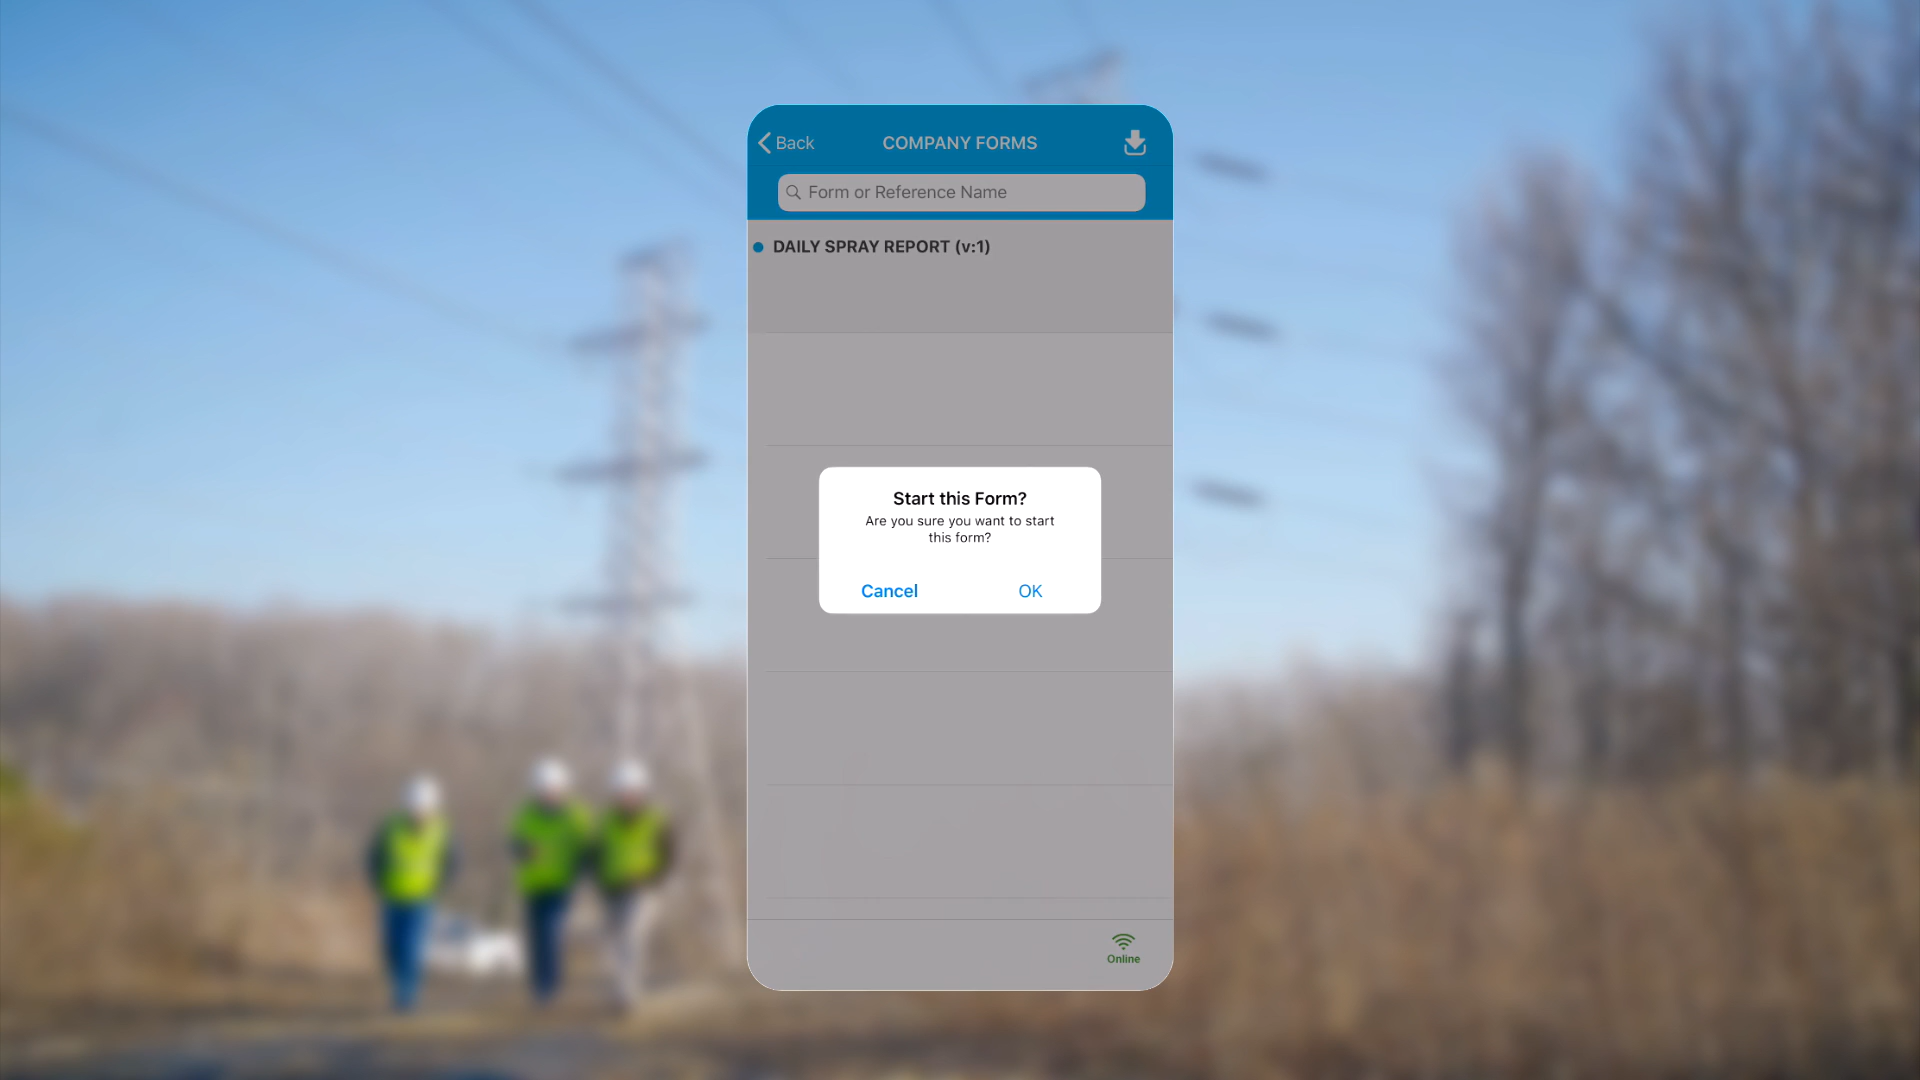 Back
COMPANY FORMS
Form or Reference Name
DAILY SPRAY REPORT (v:1)
Start this Form?
Are you sure you want to start
this form?
Cancel
OK
Online